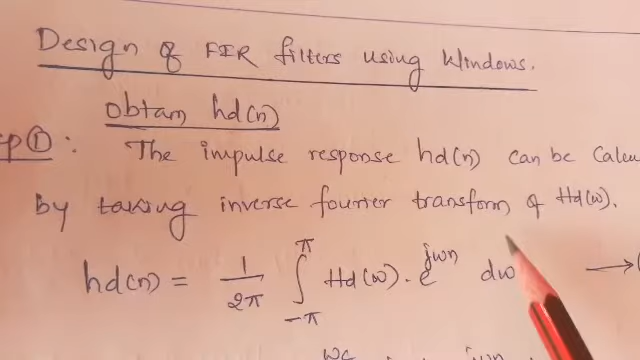 Design of FIR filters using Windows.
obtain hd(n)
The impulse response hd(n) can be
by taking inverse fourier transform of Hd(ω).
hd(n) = 1/2π ∫_{-π}^{π} Hd(ω) . e^{jωn} dω →